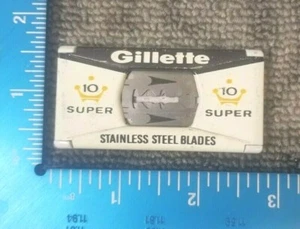 Gillette
10 10
SUPER SUPER
STAINLESS STEEL BLADES
2
1
1 2 3